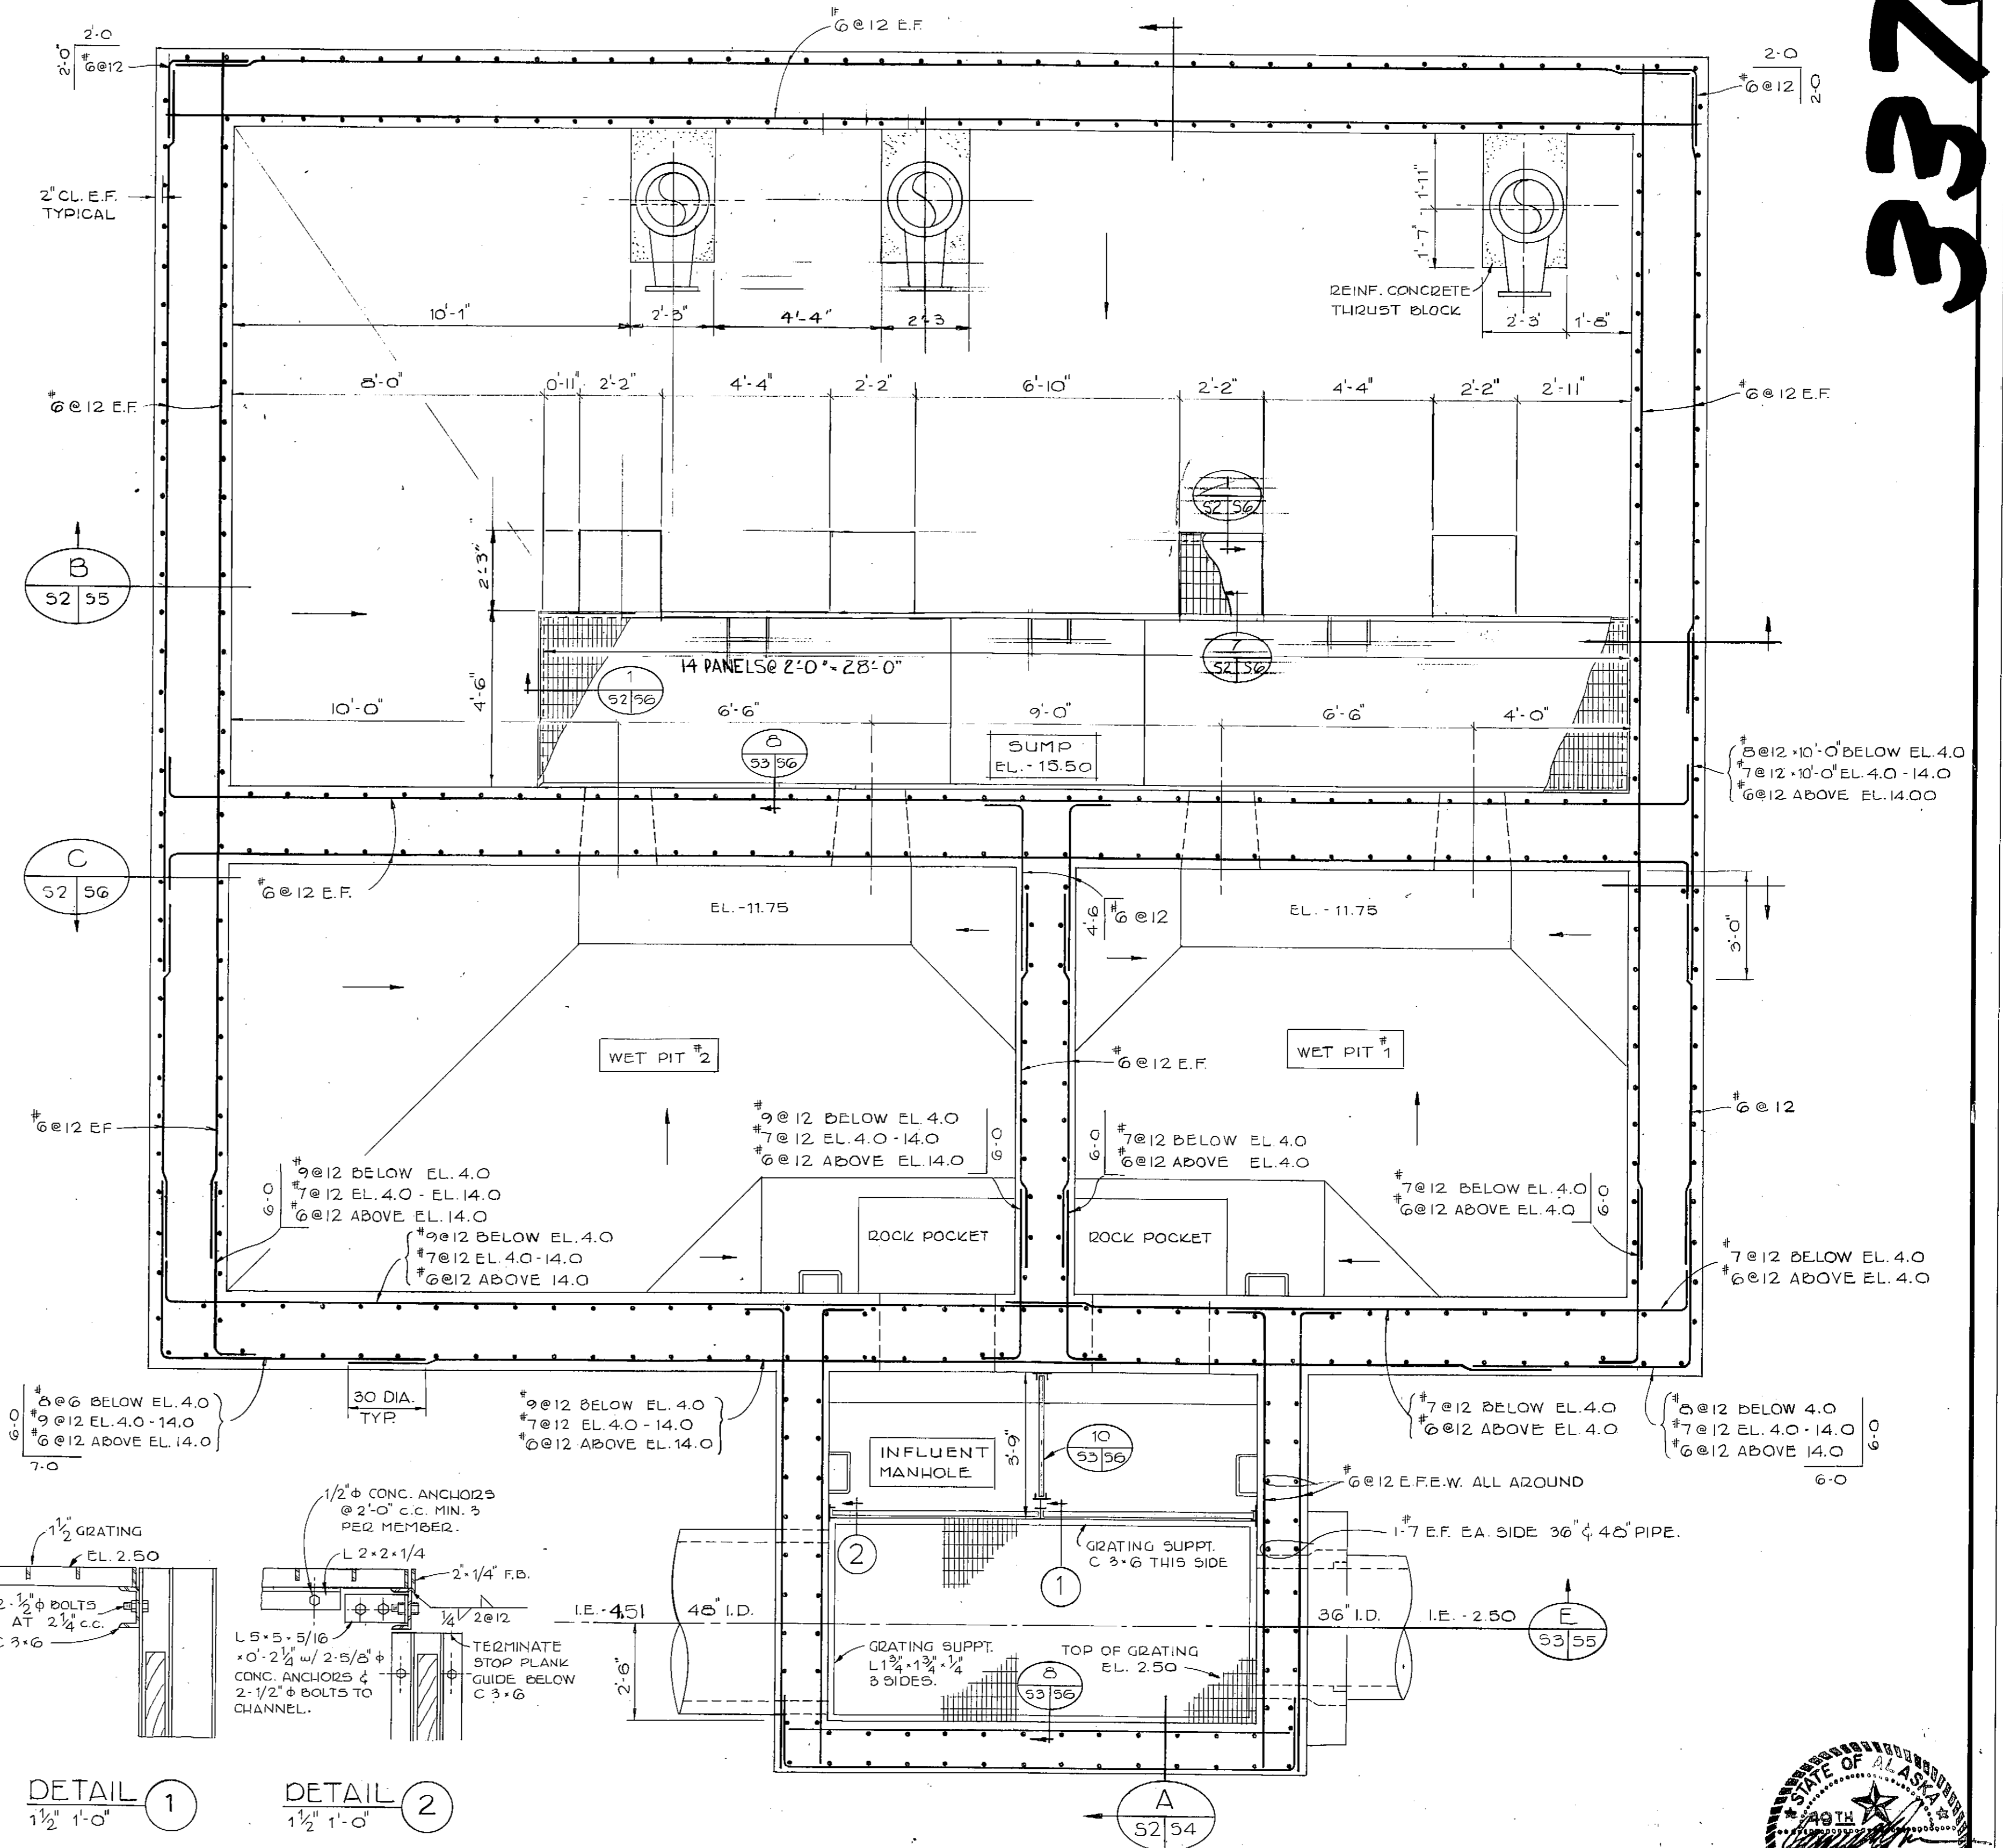 337
#6@12 E.F.
2-0
2'-0"
#6@12
2-0
#6@12
2-0
2" CL. E.F.
TYPICAL
1'-11"
1'-7"
REINF. CONCRETE
THRUST BLOCK
10'-1"
2'-3"
4'-4"
2'-3
2'-3'
1'-8"
8'-0"
0'-11"
2'-2"
4'-4"
2'-2"
6'-10"
2'-2"
4'-4"
2'-2"
2'-11"
#6@12 E.F.
#6@12 E.F.
S2 S6
B
S2 S5
2'-3"
4'-6"
14 PANELS@ 2'-0" = 28'-0"
7
S2 S6
1
S2 S6
10'-0"
6'-6"
9'-0"
6'-6"
4'-0"
8
S3 S6
SUMP
EL. -15.50
#8@12 ×10'-0" BELOW EL. 4.0
#7@12 ×10'-0" EL. 4.0-14.0
#6@12 ABOVE EL. 14.00
C
S2 S6
#6@12 E.F.
EL. -11.75
4'-6
#6@12
EL. -11.75
3'-0"
WET PIT #2
WET PIT #1
#6@12 E.F.
#6@12 EF
#6@12
#9@12 BELOW EL. 4.0
#7@12 EL. 4.0-14.0
#6@12 ABOVE EL. 14.0
6-0
6-0
#7@12 BELOW EL. 4.0
#6@12 ABOVE EL. 4.0
6-0
#9@12 BELOW EL. 4.0
#7@12 EL. 4.0 - EL. 14.0
#6@12 ABOVE EL. 14.0
#7@12 BELOW EL. 4.0
#6@12 ABOVE EL. 4.0
6-0
#9@12 BELOW EL. 4.0
#7@12 EL. 4.0-14.0
#6@12 ABOVE 14.0
ROCK POCKET
ROCK POCKET
#7@12 BELOW EL. 4.0
#6@12 ABOVE EL. 4.0
6-0
#8@6 BELOW EL. 4.0
#9@12 EL. 4.0-14.0
#6@12 ABOVE EL. 14.0
7-0
30 DIA.
TYP.
#9@12 BELOW EL. 4.0
#7@12 EL. 4.0-14.0
#6@12 ABOVE EL. 14.0
#7@12 BELOW EL. 4.0
#6@12 ABOVE EL. 4.0
#8@12 BELOW 4.0
#7@12 EL. 4.0-14.0
#6@12 ABOVE 14.0
6-0
6-0
INFLUENT
MANHOLE
3'-9"
10
S3 S6
#6@12 E.F.E.W. ALL AROUND
1-#7 E.F. EA. SIDE 36" & 48" PIPE.
2
1
GRATING SUPPT.
C 3×6 THIS SIDE
I.E. -4.51
48" I.D.
36" I.D.
I.E. -2.50
E
S3 S5
2'-6"
GRATING SUPPT.
L1 3/4 × 1 3/4 × 1/4
3 SIDES.
TOP OF GRATING
EL. 2.50
8
S3 S6
A
S2 S4
1 1/2" GRATING
EL. 2.50
2-1/2" φ BOLTS
AT 2 1/4" c.c.
C 3×6
DETAIL 1
1 1/2" 1'-0"
1/2" φ CONC. ANCHORS
@ 2'-0" c.c. MIN. 3
PER MEMBER.
L 2×2×1/4
2"×1/4" F.B.
1/4 2@12
L 5×5×5/16
×0'-2 1/4" w/ 2-5/8" φ
CONC. ANCHORS &
2-1/2" φ BOLTS TO
CHANNEL.
TERMINATE
STOP PLANK
GUIDE BELOW
C 3×6
DETAIL 2
1 1/2" 1'-0"
STATE OF ALASKA
49TH